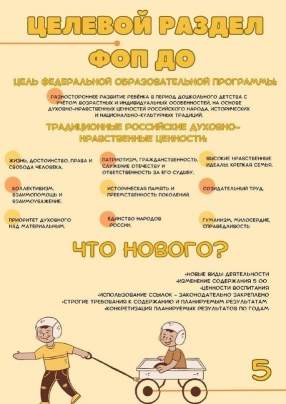 ЦЕЛЕВОЙ РАЗДЕЛ
ФОП ДО
ЦЕЛЬ ФЕДЕРАЛЬНОЙ ОБРАЗОВАТЕЛЬНОЙ ПРОГРАММЫ:
РАЗНОСТОРОННЕЕ РАЗВИТИЕ РЕБЁНКА В ПЕРИОД ДОШКОЛЬНОГО ДЕТСТВА С
УЧЁТОМ ВОЗРАСТНЫХ И ИНДИВИДУАЛЬНЫХ ОСОБЕННОСТЕЙ, НА ОСНОВЕ
ДУХОВНО-НРАВСТВЕННЫХ ЦЕННОСТЕЙ РОССИЙСКОГО НАРОДА, ИСТОРИЧЕСКИХ
И НАЦИОНАЛЬНО-КУЛЬТУРНЫХ ТРАДИЦИЙ.
ТРАДИЦИОННЫЕ РОССИЙСКИЕ ДУХОВНО-
НРАВСТВЕННЫЕ ЦЕННОСТИ:
ЖИЗНЬ, ДОСТОИНСТВО, ПРАВА И
СВОБОДА ЧЕЛОВЕКА.
ПАТРИОТИЗМ, ГРАЖДАНСТВЕННОСТЬ,
СЛУЖЕНИЕ ОТЕЧЕСТВУ И
ОТВЕТСТВЕННОСТЬ ЗА ЕГО СУДЬБУ.
ВЫСОКИЕ НРАВСТВЕННЫЕ
ИДЕАЛЫ, КРЕПКАЯ СЕМЬЯ.
КОЛЛЕКТИВИЗМ,
ВЗАИМОПОМОЩЬ И
ВЗАИМОУВАЖЕНИЕ.
ИСТОРИЧЕСКАЯ ПАМЯТЬ И
ПРЕЕМСТВЕННОСТЬ ПОКОЛЕНИЙ.
СОЗИДАТЕЛЬНЫЙ ТРУД.
ПРИОРИТЕТ ДУХОВНОГО
НАД МАТЕРИАЛЬНЫМ.
ЕДИНСТВО НАРОДОВ
РОССИИ.
ГУМАНИЗМ, МИЛОСЕРДИЕ,
СПРАВЕДЛИВОСТЬ
ЧТО НОВОГО?
•НОВЫЕ ВИДЫ ДЕЯТЕЛЬНОСТИ
•ИЗМЕНЕНИЕ СОДЕРЖАНИЯ 5 ОО
•ЦЕННОСТИ ВОСПИТАНИЯ
•ИСПОЛЬЗОВАНИЕ ССЫЛОК - ЗАКОНОДАТЕЛЬНО ЗАКРЕПЛЕНО
•СТРОГИЕ ТРЕБОВАНИЯ К СОДЕРЖАНИЮ И ПЛАНИРУЕМЫМ РЕЗУЛЬТАТАМ.
•КОНКРЕТИЗАЦИЯ ПЛАНИРУЕМЫХ РЕЗУЛЬТАТОВ ПО ГОДАМ
5